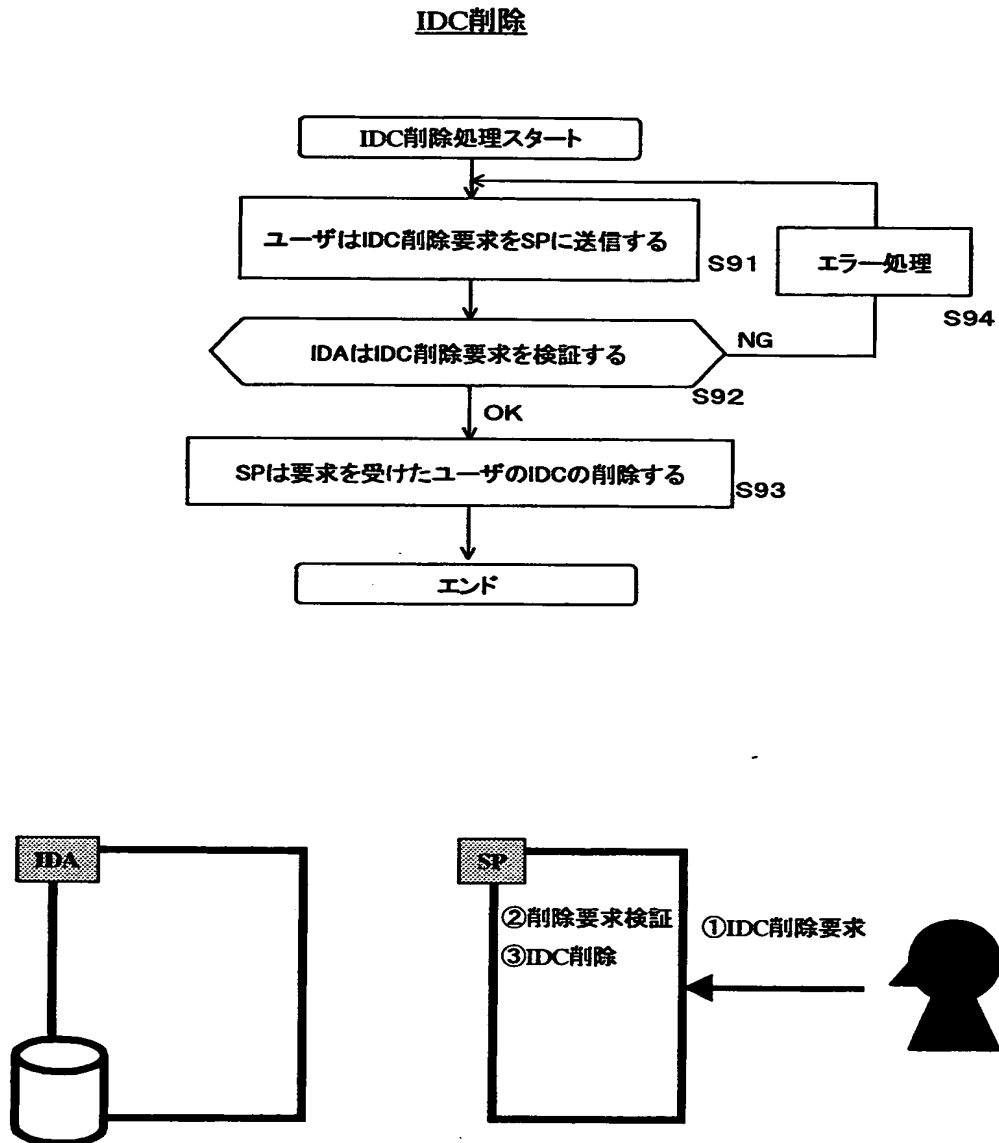 IDC削除
IDC削除処理スタート
ユーザはIDC削除要求をSPに送信する
S91
エラー処理
S94
IDAはIDC削除要求を検証する
NG
S92
OK
SPは要求を受けたユーザのIDCの削除する
S93
エンド
IDA
SP
②削除要求検証
③IDC削除
①IDC削除要求